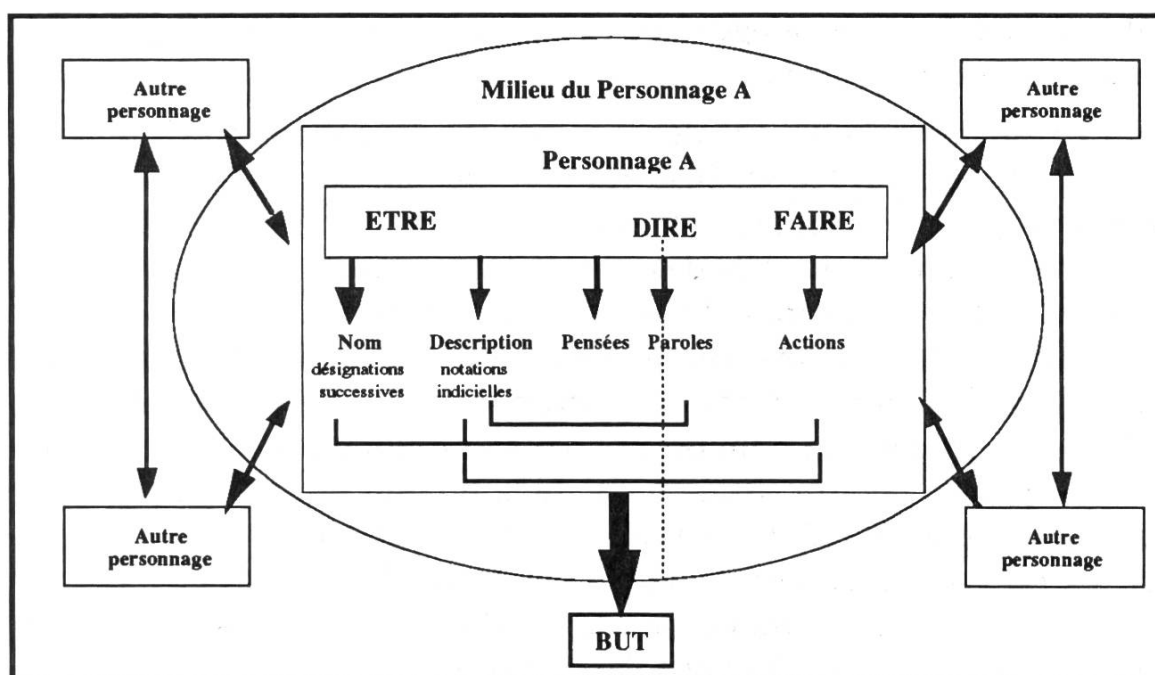 Autre
personnage
Milieu du Personnage A
Autre
personnage
Personnage A
ETRE
DIRE
FAIRE
Nom
désignations
successives
Description
notations
indicielles
Pensées
Paroles
Actions
Autre
personnage
Autre
personnage
BUT